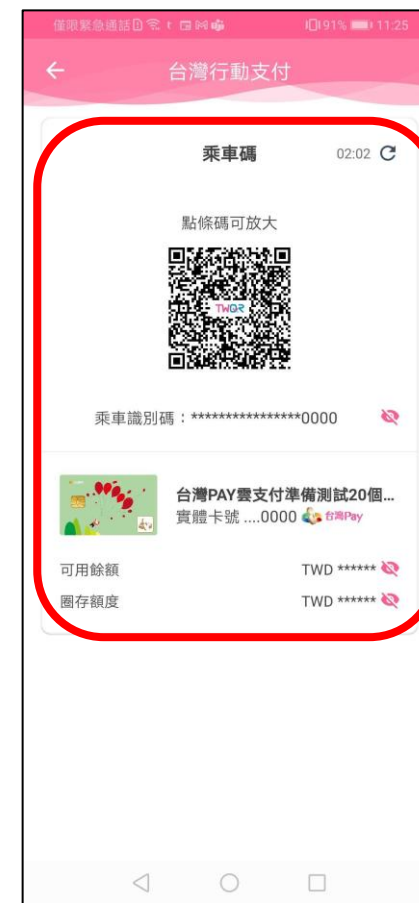 僅限緊急通話 91% 11:25
台灣行動支付
乘車碼 02:02
點條碼可放大
TWQR
乘車識別碼：****************0000
台灣PAY雲支付準備測試20個...
實體卡號 ....0000 台灣Pay
可用餘額 TWD ******
圈存額度 TWD ******